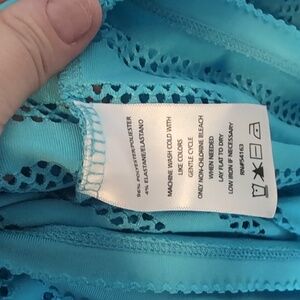 96% POLYESTER/POLIESTER
4% ELASTANE/ELASTANO
MACHINE WASH COLD WITH
LIKE COLORS
GENTLE CYCLE
ONLY NON-CHLORINE BLEACH
WHEN NEEDED
LAY FLAT TO DRY
LOW IRON IF NECESSARY
RN#54163